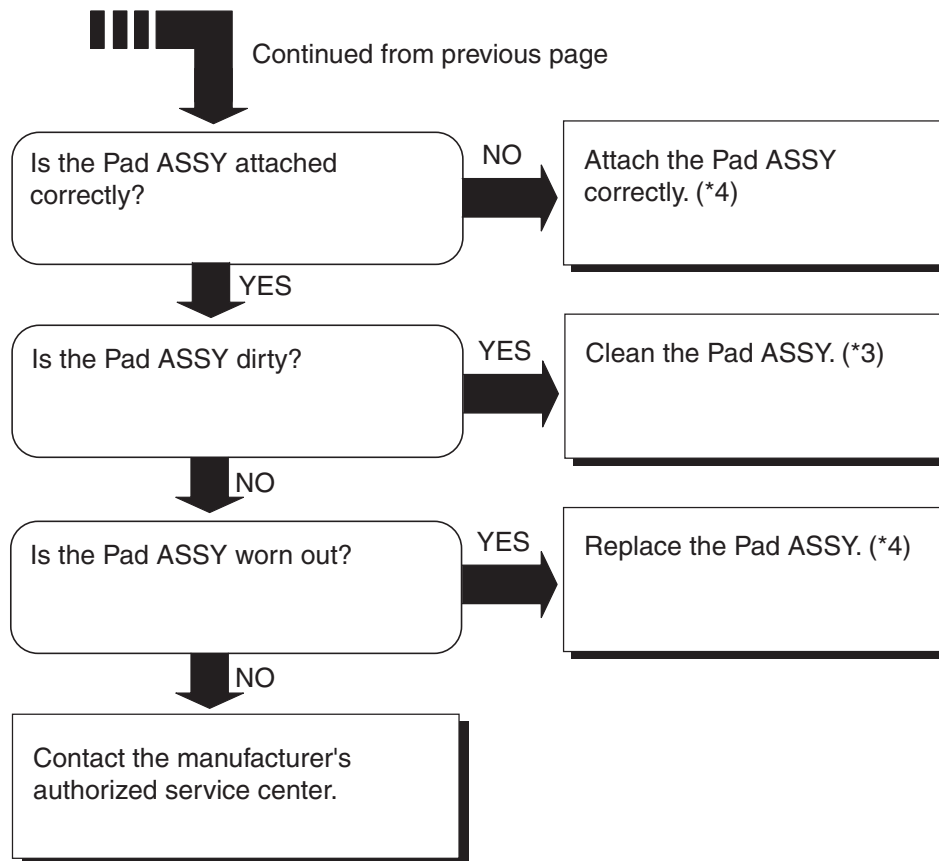 Continued from previous page
Is the Pad ASSY attached
correctly?
NO
Attach the Pad ASSY
correctly. (*4)
YES
Is the Pad ASSY dirty?
YES
Clean the Pad ASSY. (*3)
NO
Is the Pad ASSY worn out?
YES
Replace the Pad ASSY. (*4)
NO
Contact the manufacturer's
authorized service center.